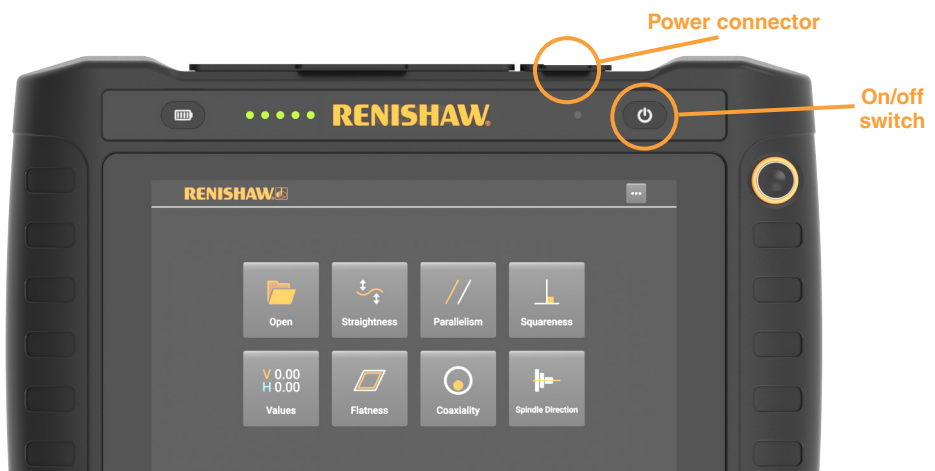 Power connector
On/off
switch
RENISHAW.
RENISHAW
Open
Straightness
Parallelism
Squareness
V 0.00
H 0.00
Values
Flatness
Coaxiality
Spindle Direction